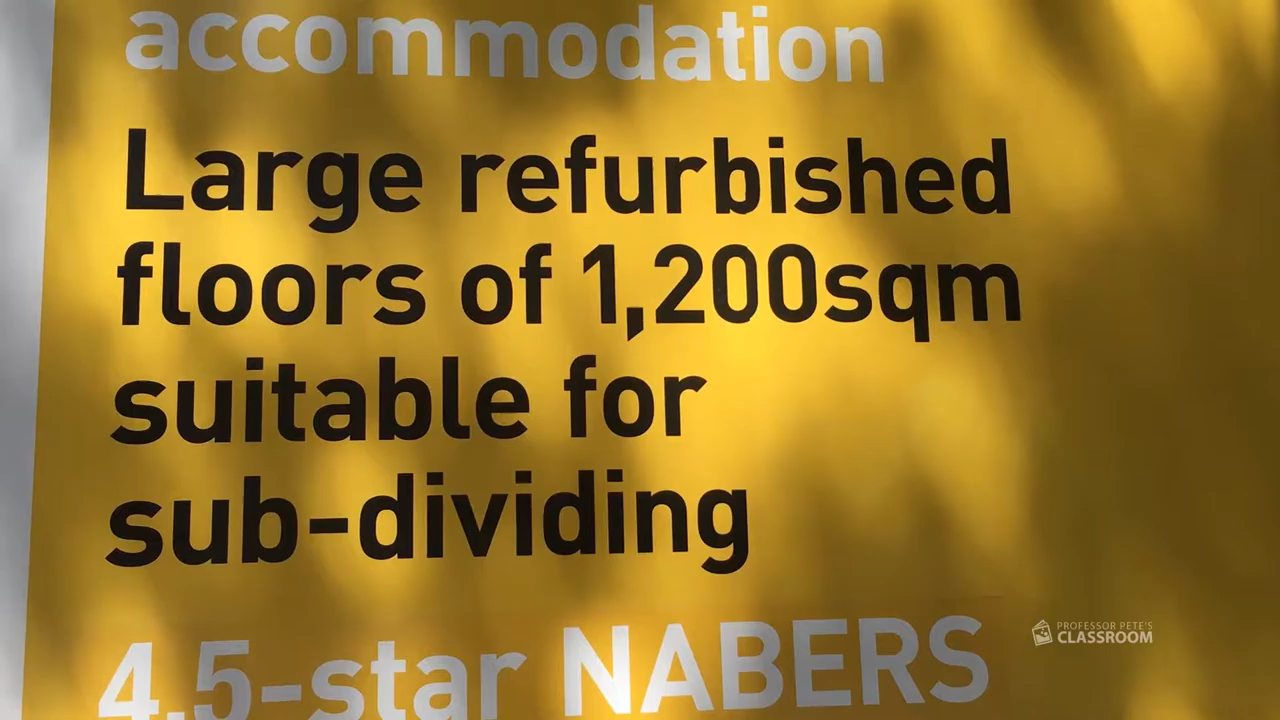 accommodation
Large refurbished
floors of 1,200sqm
suitable for
sub-dividing
4.5-star NABERS
PROFESSOR PETE'S
CLASSROOM